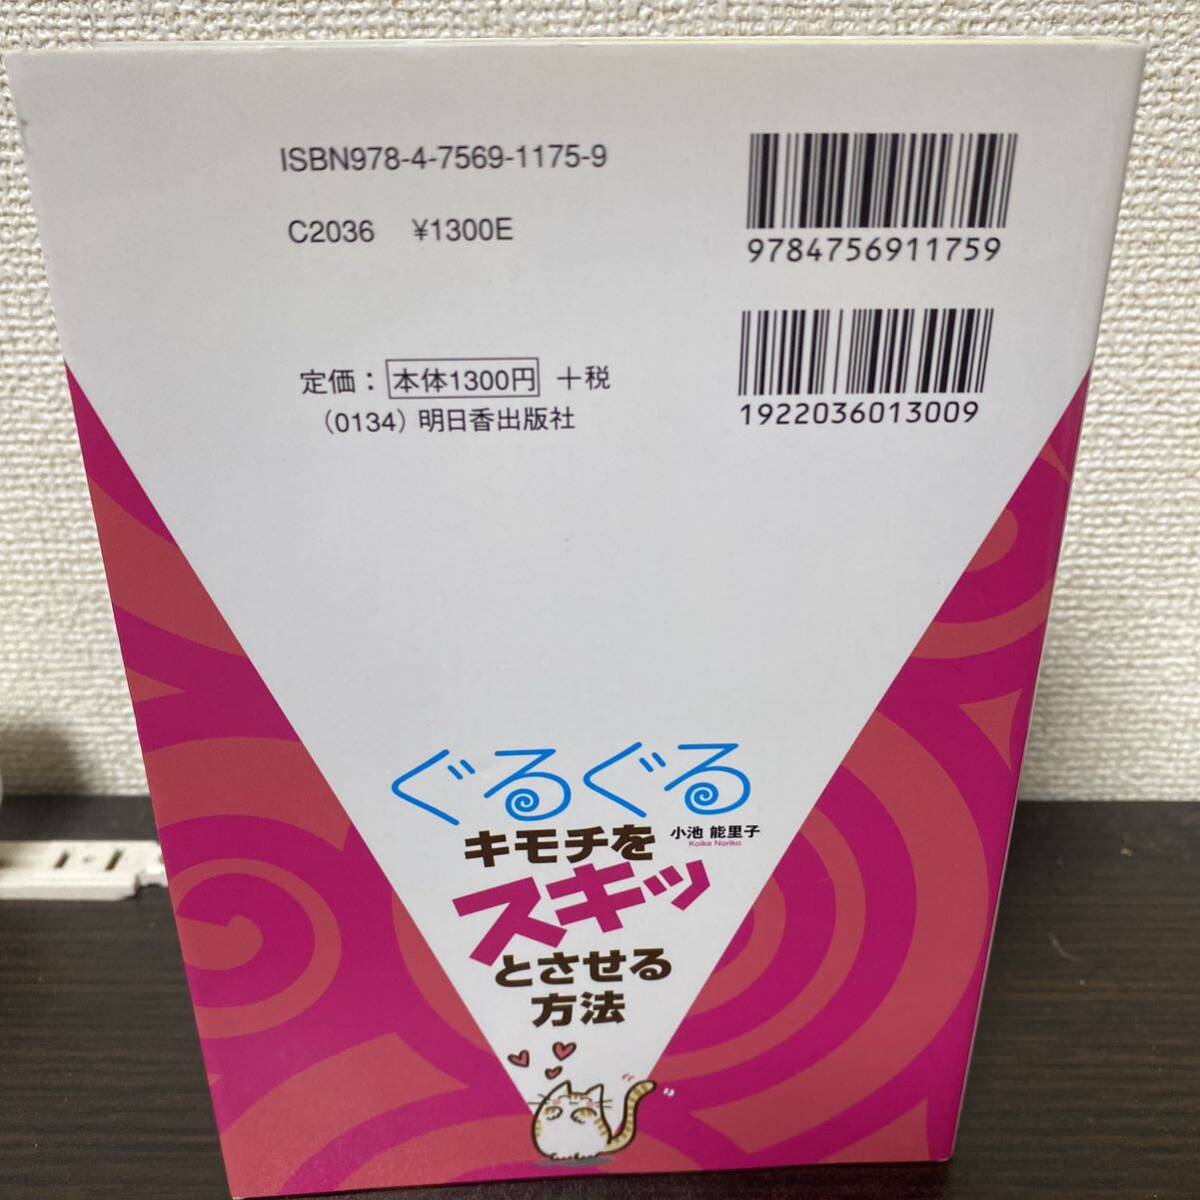 ISBN978-4-7569-1175-9
C2036 ¥1300E
9784756911759
定価：本体1300円＋税
（0134）明日香出版社
1922036013009
ぐるぐる
キモチを
スキッ
とさせる
方法
小池 能里子
Koike Noriko